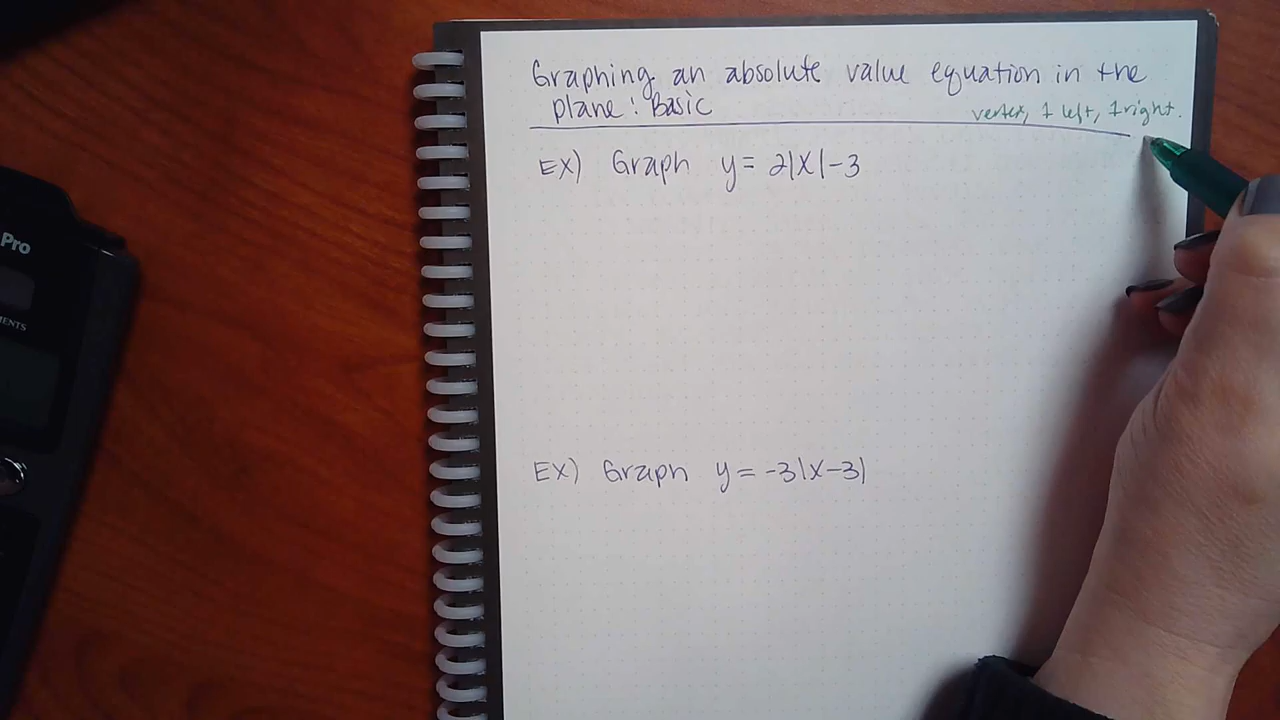 Graphing an absolute value equation in the
plane: Basic
vertex, 1 left, 1 right.
EX) Graph y = 2|x|-3
EX) Graph y = -3|x-3|
Pro